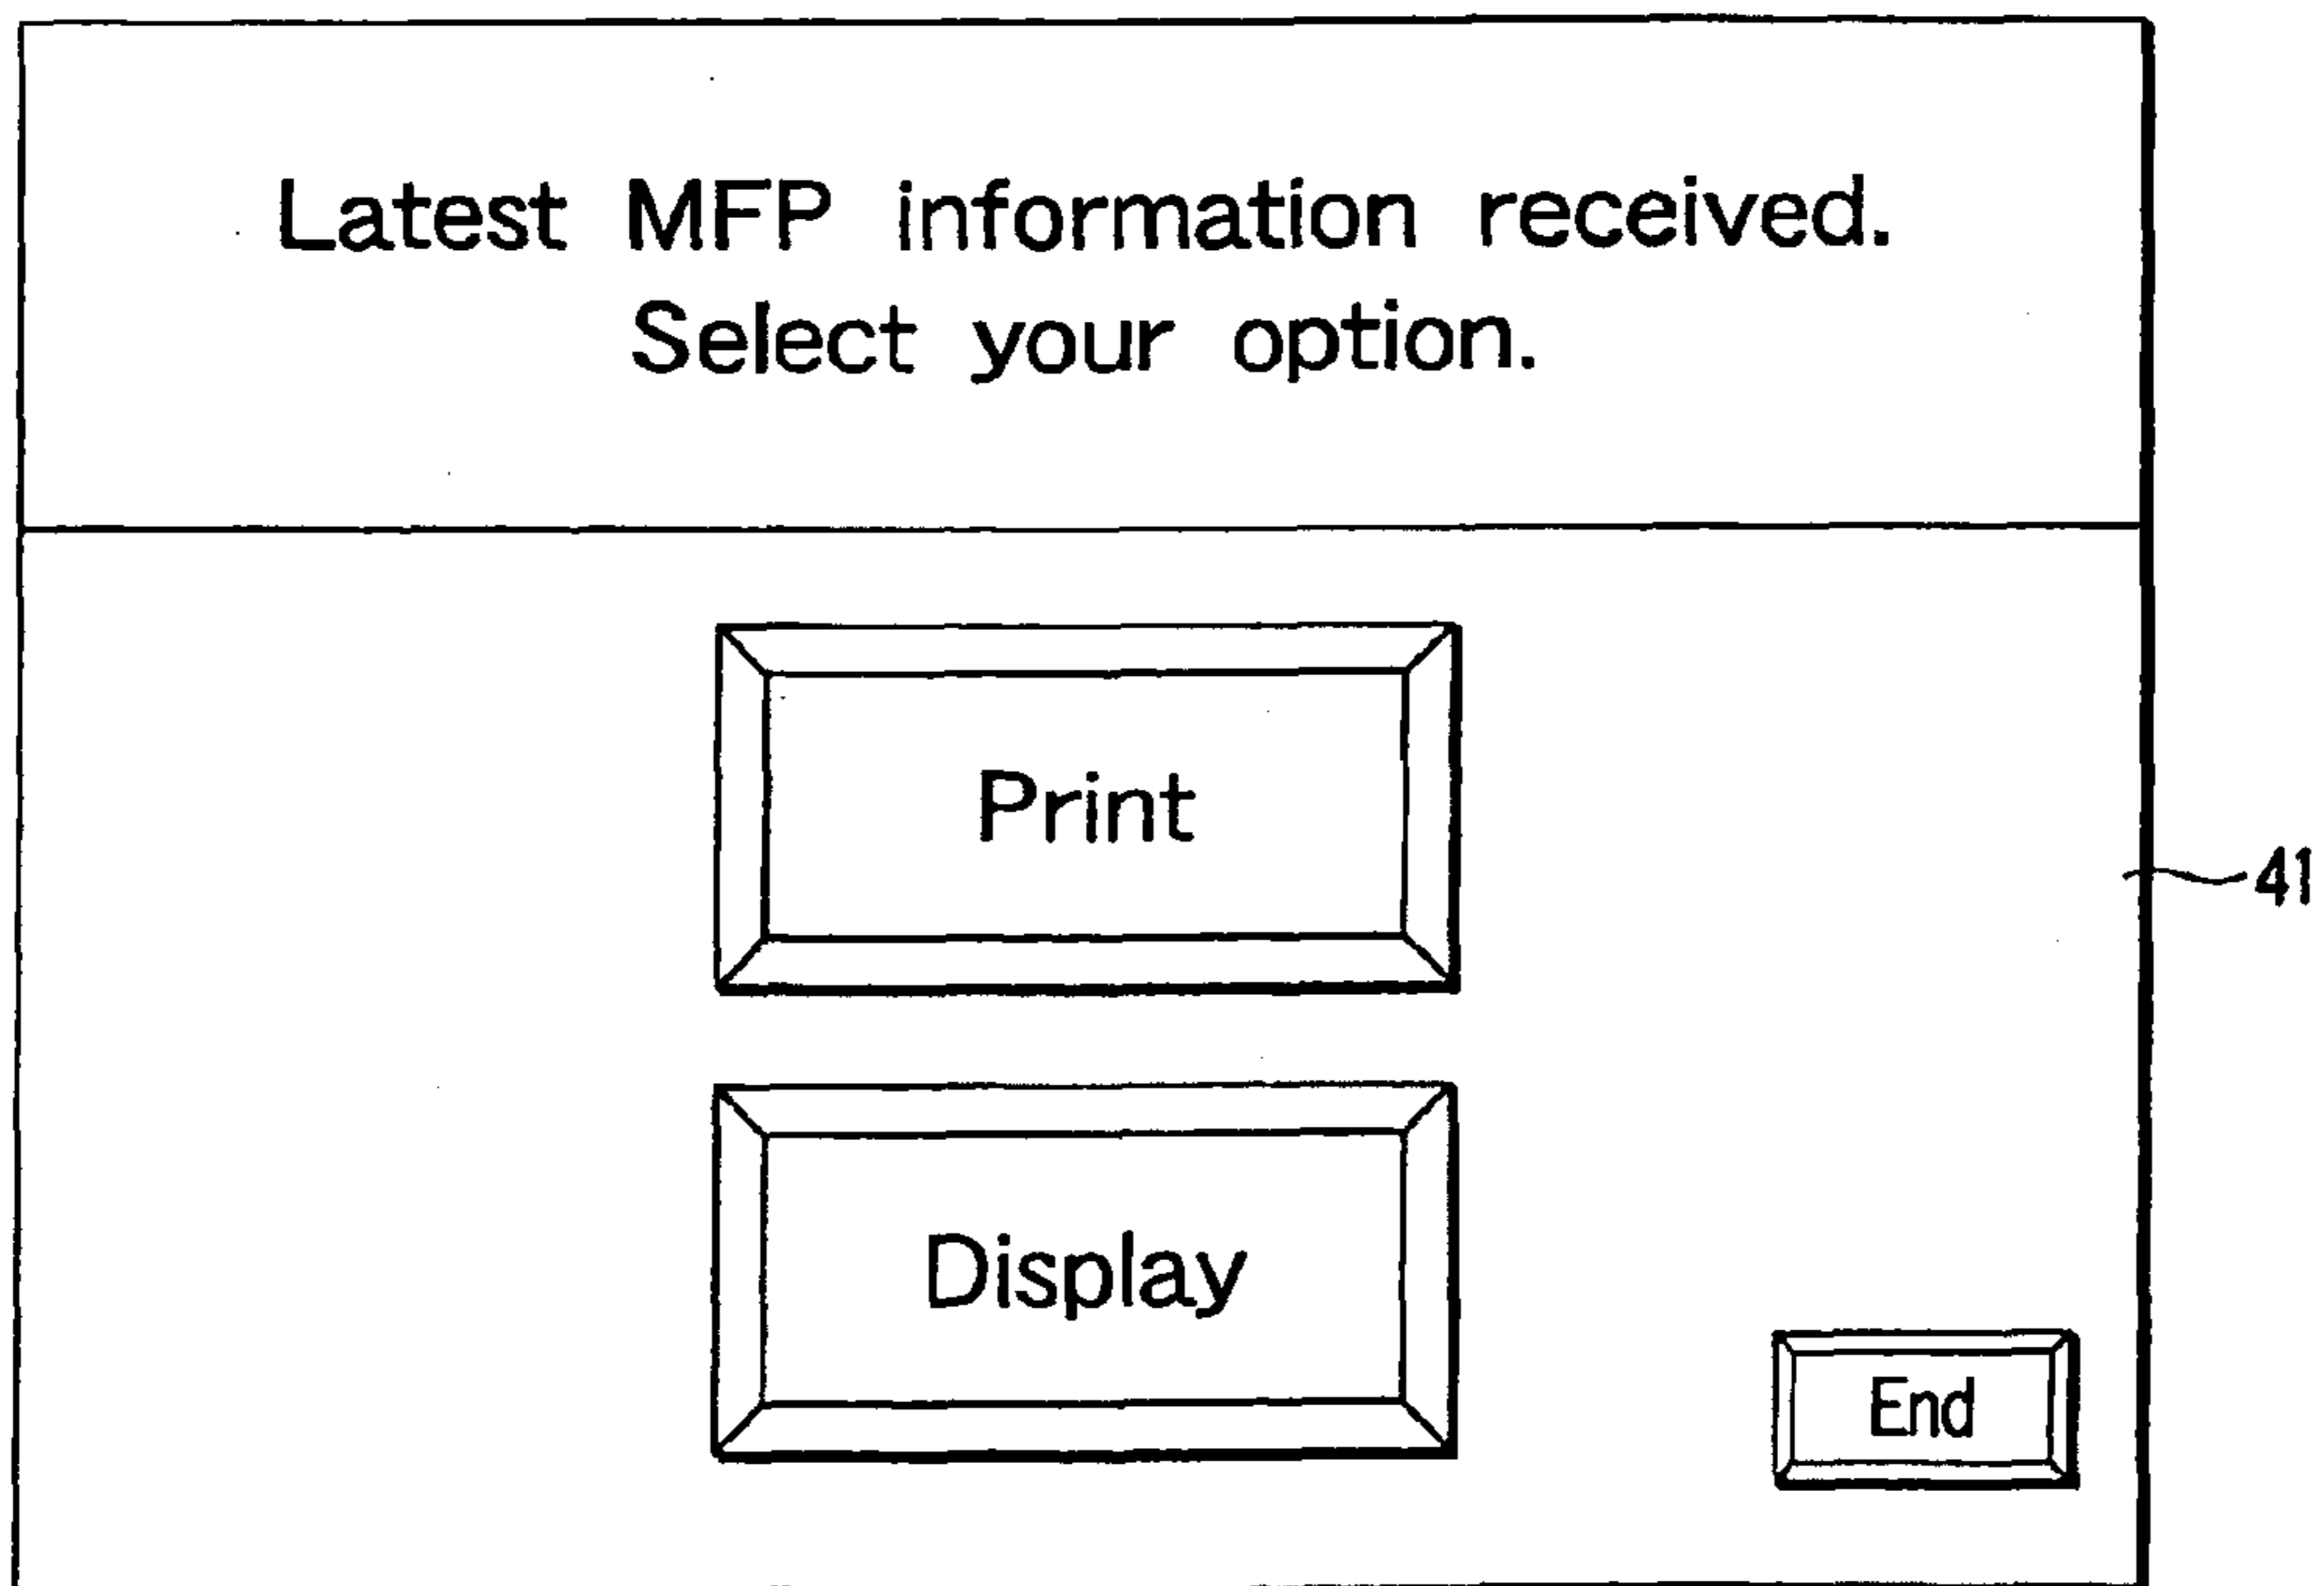 Latest MFP information received.
Select your option.
Print
41
Display
End